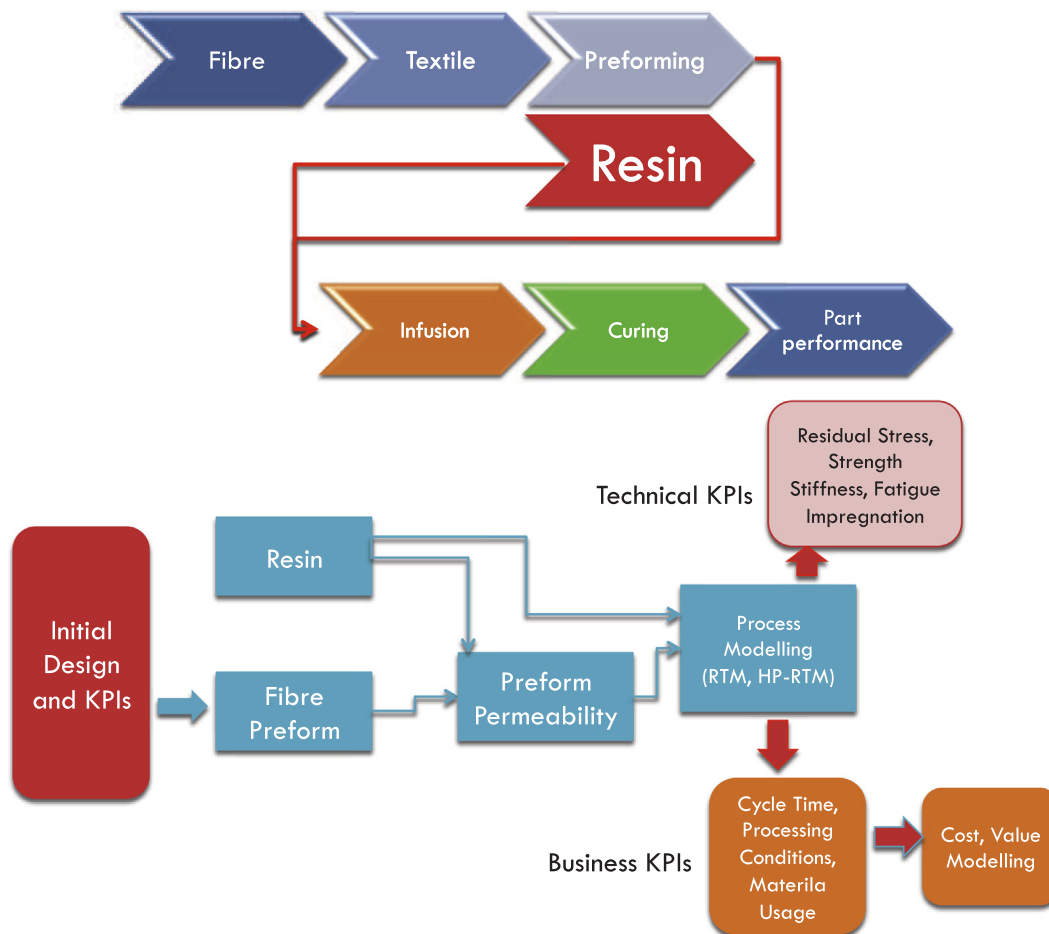 Fibre
Textile
Preforming
Resin
Infusion
Curing
Part
performance
Technical KPIs
Residual Stress,
Strength
Stiffness, Fatigue
Impregnation
Initial
Design
and KPIs
Resin
Fibre
Preform
Preform
Permeability
Process
Modelling
(RTM, HP-RTM)
Business KPIs
Cycle Time,
Processing
Conditions,
Materila
Usage
Cost, Value
Modelling